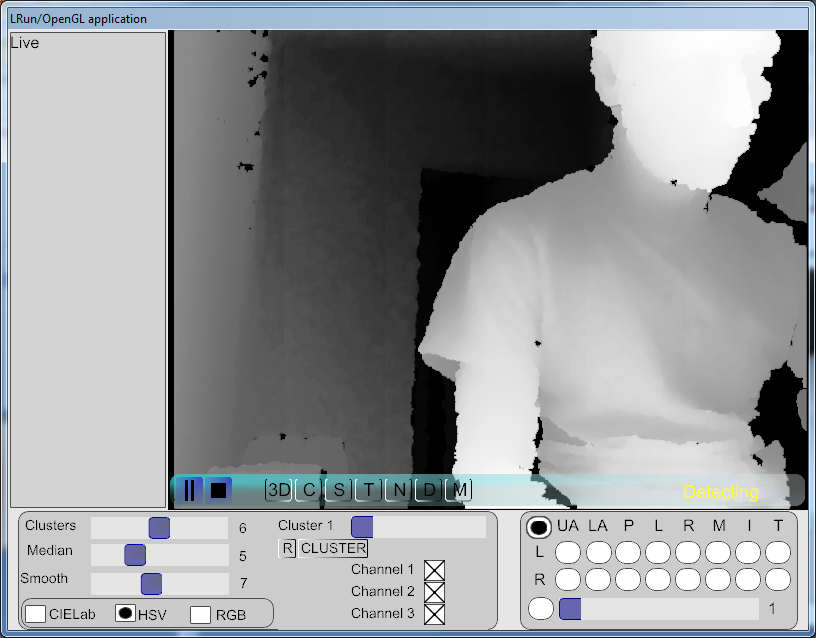 LRun/OpenGL application
Live
3D C S T N D M
Detecting
Clusters 6
Median 5
Smooth 7
CIELab HSV RGB
Cluster 1
R CLUSTER
Channel 1
Channel 2
Channel 3
UA LA P L R M I T
L
R
1